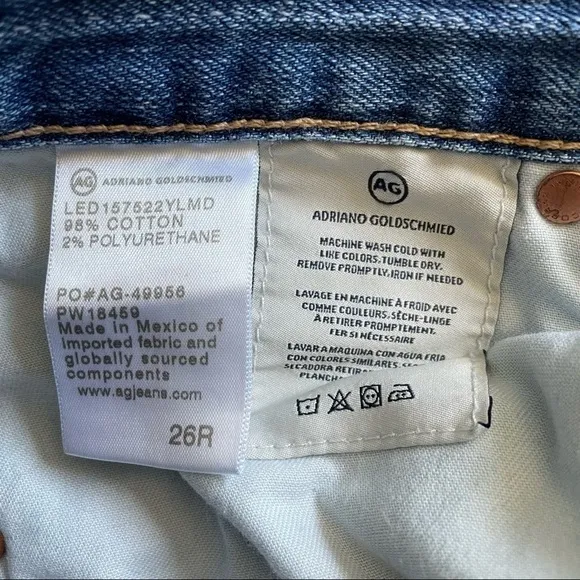 AG ADRIANO GOLDSCHMIED
LED157522YLMD
98% COTTON
2% POLYURETHANE
PO#AG-49956
PW18459
Made in Mexico of
imported fabric and
globally sourced
components
www.agjeans.com
26R
AG
ADRIANO GOLDSCHMIED
MACHINE WASH COLD WITH
LIKE COLORS. TUMBLE DRY.
REMOVE PROMPTLY. IRON IF NEEDED
LAVAGE EN MACHINE À FROID AVEC
COMME COULEURS. SÈCHE-LINGE
À RETIRER PROMPTEMENT.
FER SI NÉCESSAIRE
LAVAR A MAQUINA CON AGUA FRIA
CON COLORES SIMILARES.
SECADORA